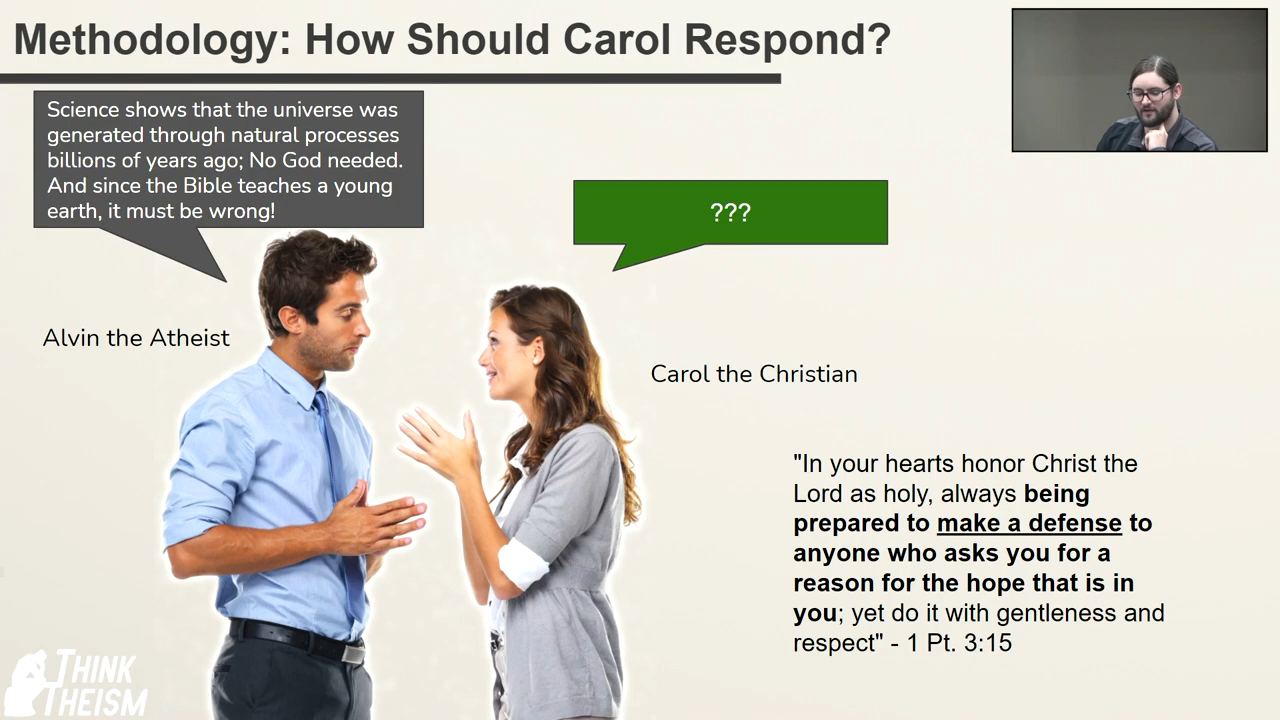 Methodology: How Should Carol Respond?
Science shows that the universe was
generated through natural processes
billions of years ago; No God needed.
And since the Bible teaches a young
earth, it must be wrong!
???
Alvin the Atheist
Carol the Christian
"In your hearts honor Christ the
Lord as holy, always being
prepared to make a defense to
anyone who asks you for a
reason for the hope that is in
you; yet do it with gentleness and
respect" - 1 Pt. 3:15
THINK
THEISM